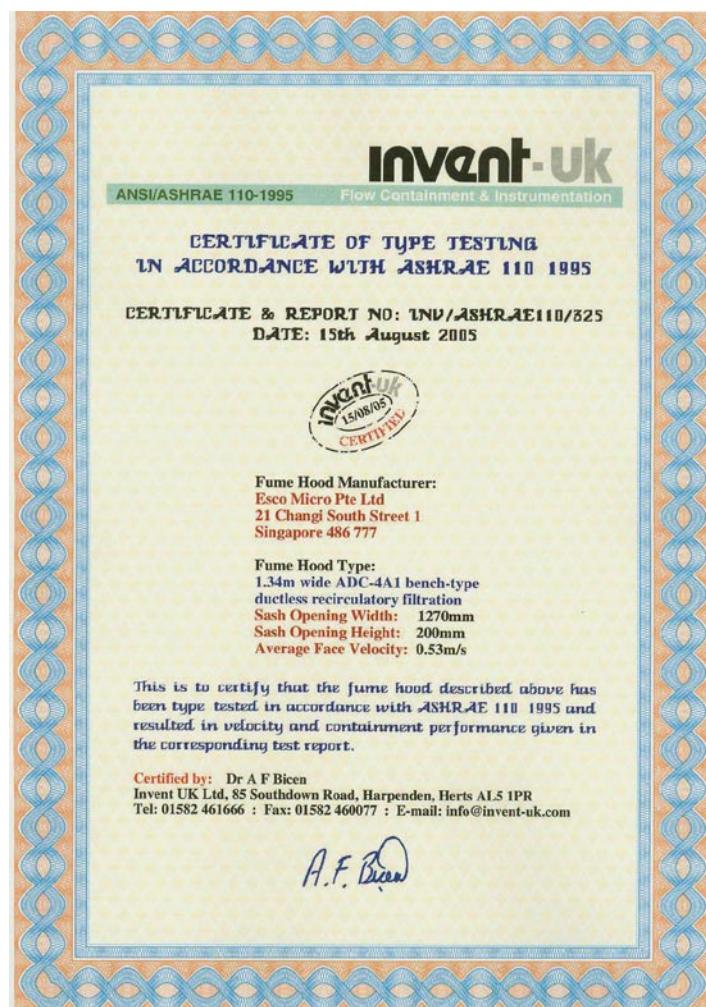 invent-uk
ANSI/ASHRAE 110-1995 Flow Containment & Instrumentation
CERTIFICATE OF TYPE TESTING
IN ACCORDANCE WITH ASHRAE 110 1995
CERTIFICATE & REPORT NO: INV/ASHRAE110/325
DATE: 15th August 2005
invent-uk
15/08/05
CERTIFIED
Fume Hood Manufacturer:
Esco Micro Pte Ltd
21 Changi South Street 1
Singapore 486 777
Fume Hood Type:
1.34m wide ADC-4A1 bench-type
ductless recirculatory filtration
Sash Opening Width: 1270mm
Sash Opening Height: 200mm
Average Face Velocity: 0.53m/s
This is to certify that the fume hood described above has
been type tested in accordance with ASHRAE 110 1995 and
resulted in velocity and containment performance given in
the corresponding test report.
Certified by: Dr A F Bicen
Invent UK Ltd, 85 Southdown Road, Harpenden, Herts AL5 1PR
Tel: 01582 461666 : Fax: 01582 460077 : E-mail: info@invent-uk.com
A.F. Bicen